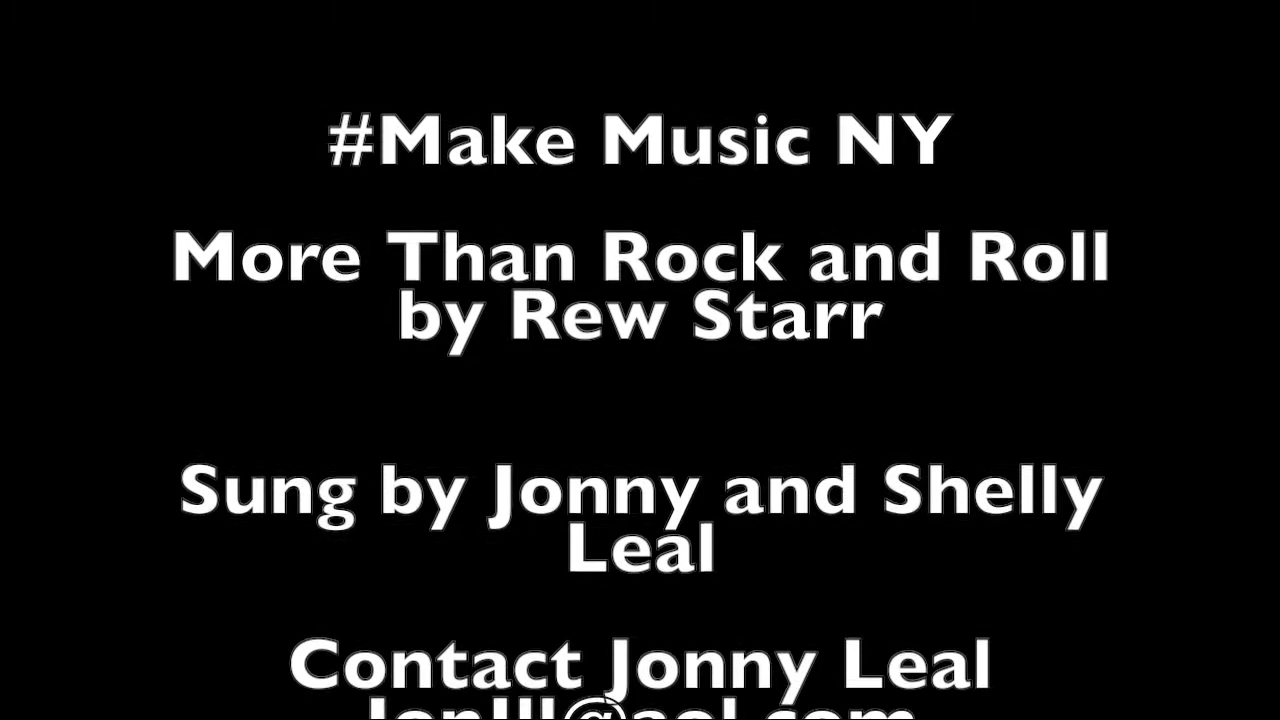 #Make Music NY
More Than Rock and Roll
by Rew Starr
Sung by Jonny and Shelly
Leal
Contact Jonny Leal